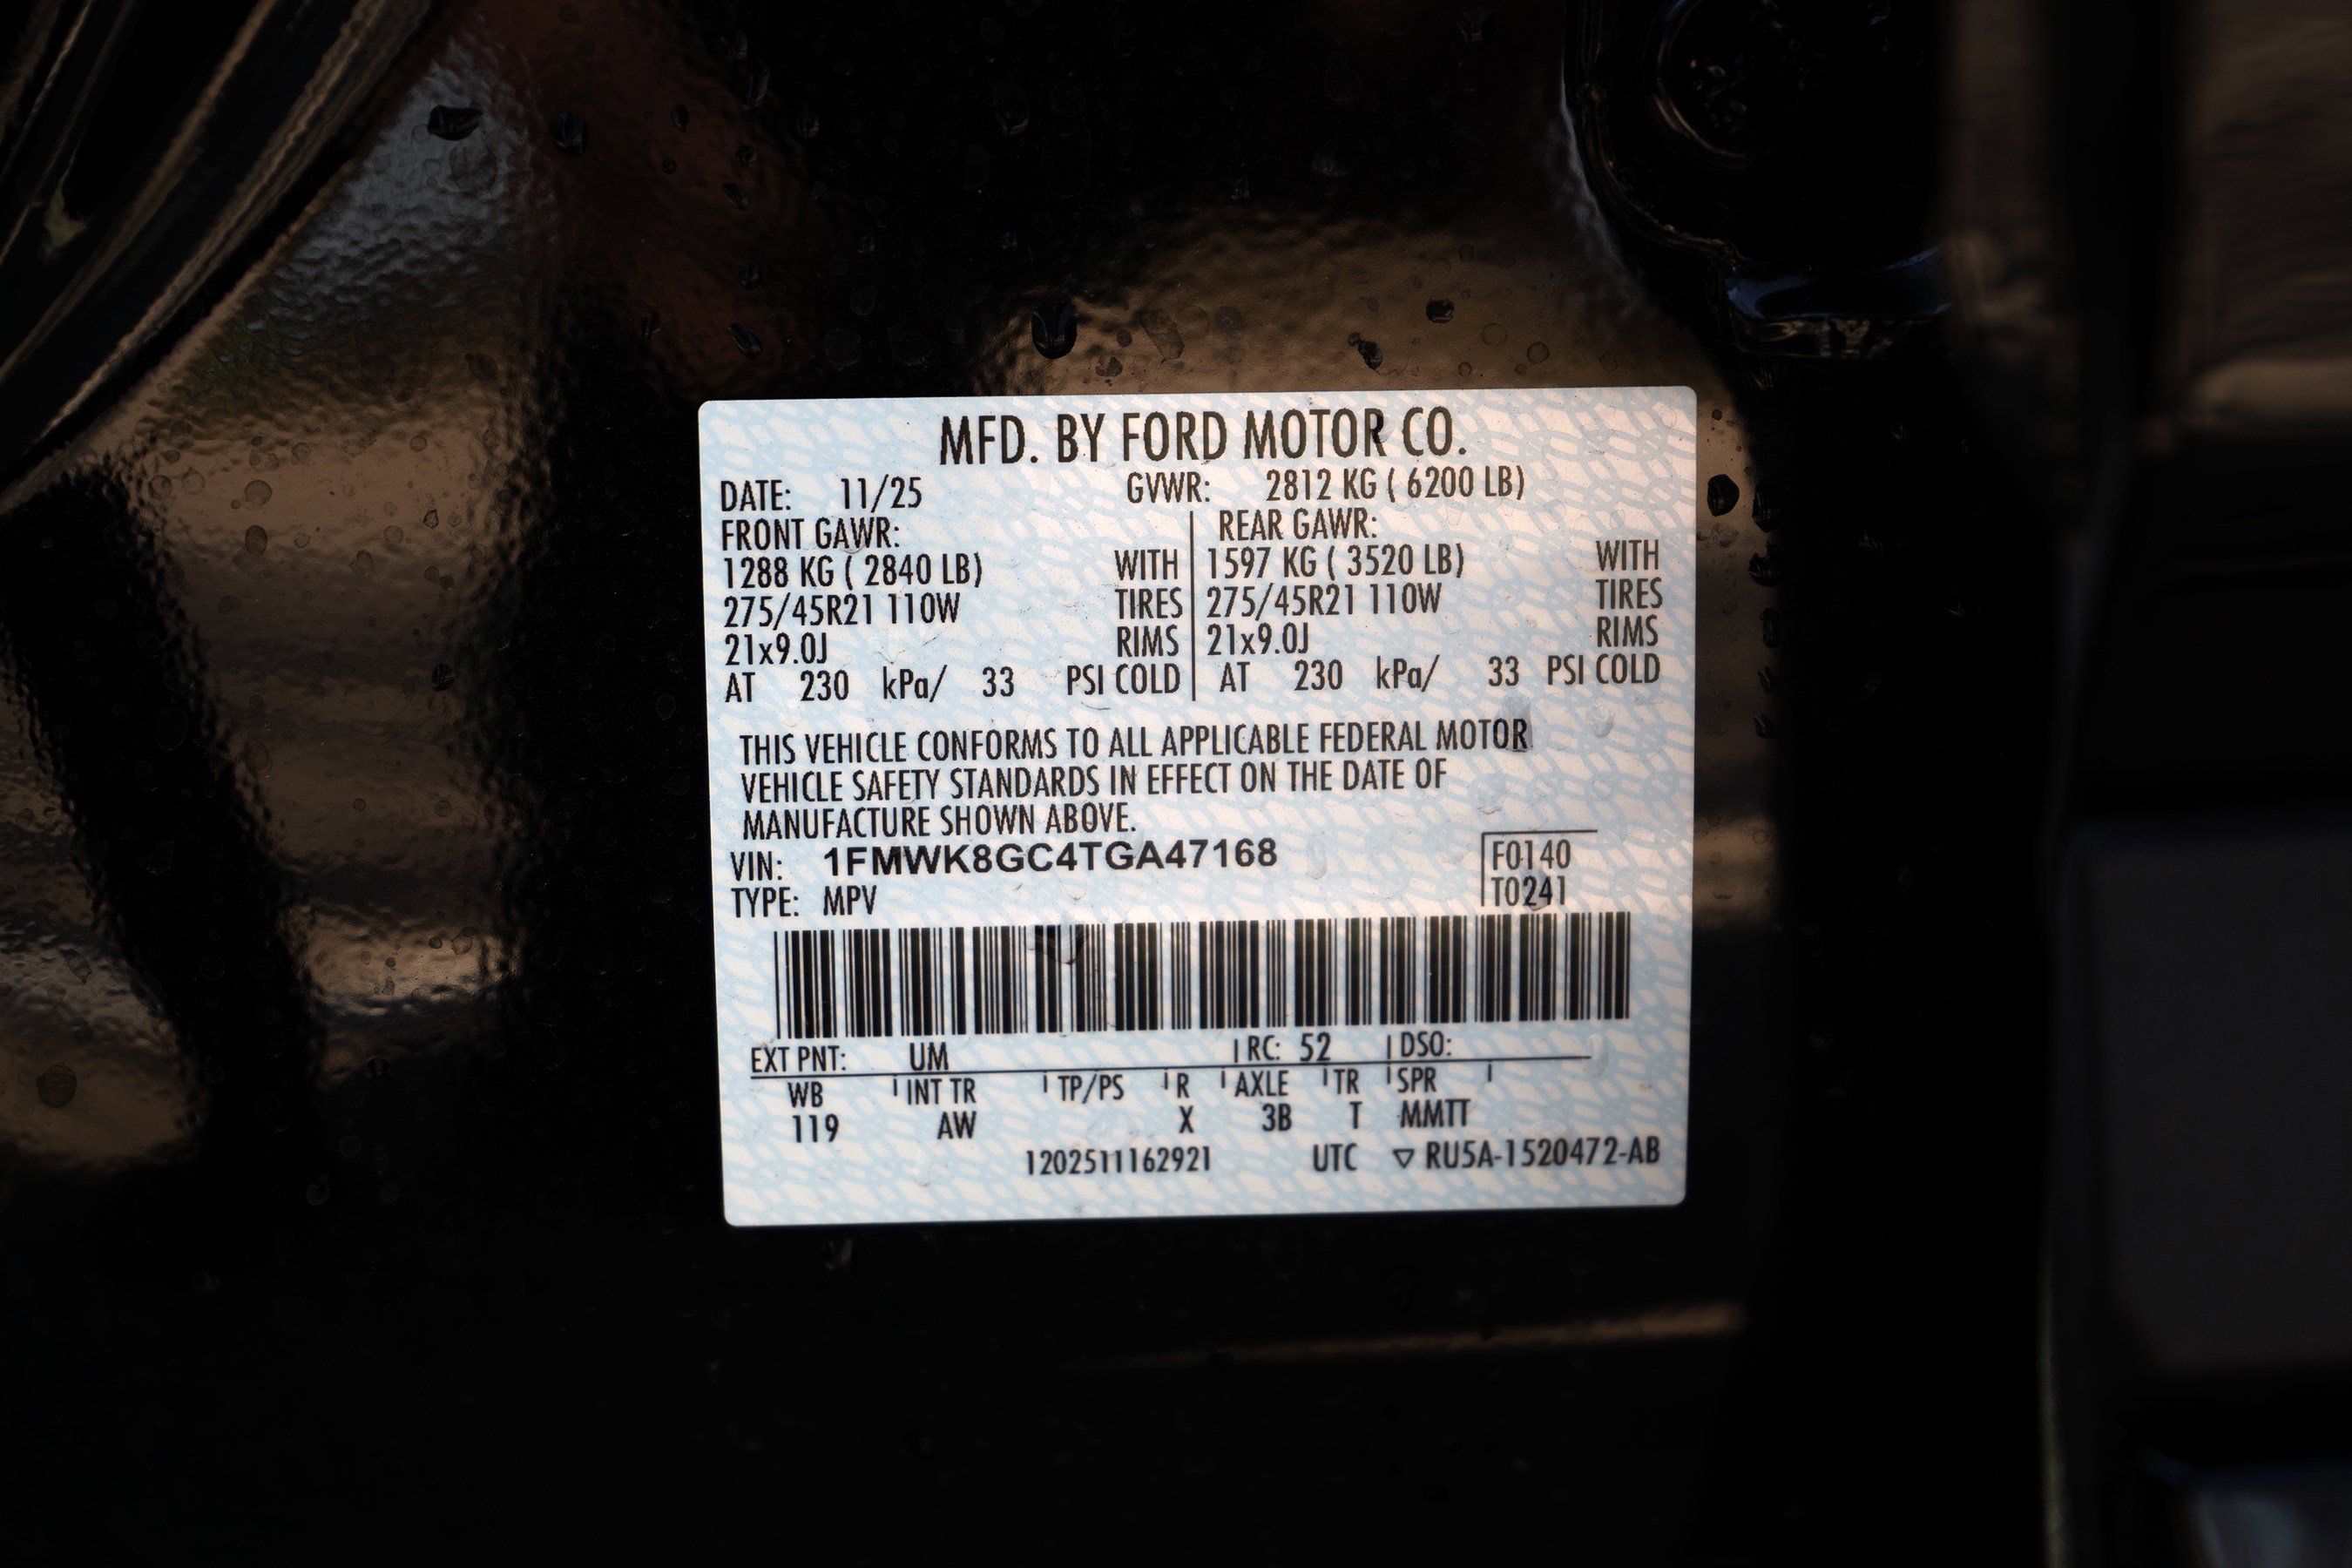 MFD. BY FORD MOTOR CO.
DATE: 11/25 GVWR: 2812 KG ( 6200 LB)
FRONT GAWR: REAR GAWR:
1288 KG ( 2840 LB) WITH 1597 KG ( 3520 LB) WITH
275/45R21 110W TIRES 275/45R21 110W TIRES
21x9.0J RIMS 21x9.0J RIMS
AT 230 kPa/ 33 PSI COLD AT 230 kPa/ 33 PSI COLD
THIS VEHICLE CONFORMS TO ALL APPLICABLE FEDERAL MOTOR
VEHICLE SAFETY STANDARDS IN EFFECT ON THE DATE OF
MANUFACTURE SHOWN ABOVE.
VIN: 1FMWK8GC4TGA47168 F0140
TYPE: MPV T0241
EXT PNT: UM RC: 52 DSO:
WB INT TR TP/PS R AXLE TR SPR
119 AW X 3B T MMTT
1202511162921 UTC ▽ RU5A-1520472-AB